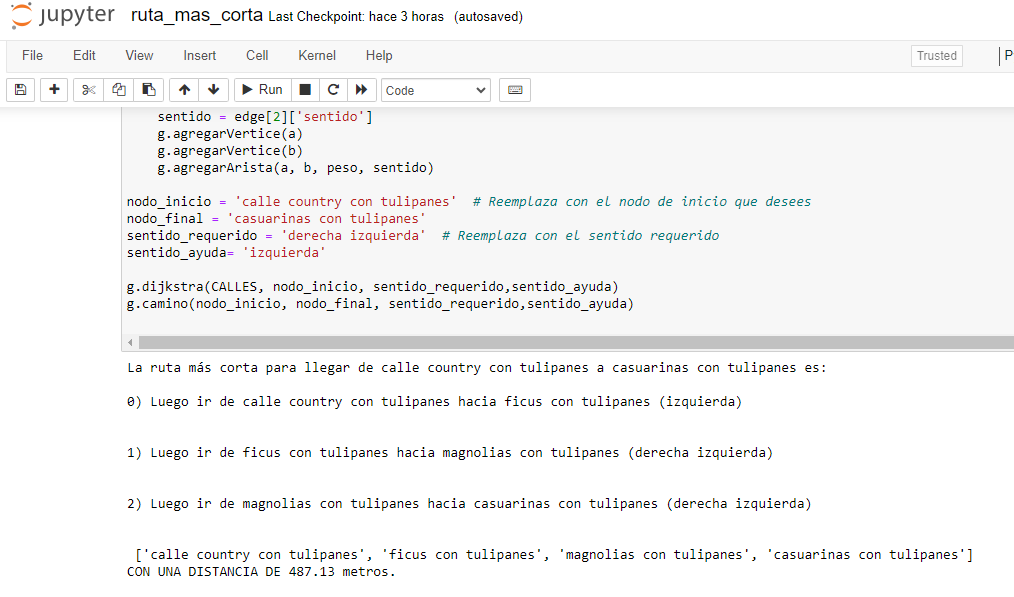 jupyter ruta_mas_corta Last Checkpoint: hace 3 horas (autosaved)
File Edit View Insert Cell Kernel Help Trusted P
Run Code
sentido = edge[2]['sentido']
g.agregarVertice(a)
g.agregarVertice(b)
g.agregarArista(a, b, peso, sentido)
nodo_inicio = 'calle country con tulipanes' # Reemplaza con el nodo de inicio que desees
nodo_final = 'casuarinas con tulipanes'
sentido_requerido = 'derecha izquierda' # Reemplaza con el sentido requerido
sentido_ayuda= 'izquierda'
g.dijkstra(CALLES, nodo_inicio, sentido_requerido,sentido_ayuda)
g.camino(nodo_inicio, nodo_final, sentido_requerido,sentido_ayuda)
La ruta más corta para llegar de calle country con tulipanes a casuarinas con tulipanes es:
0) Luego ir de calle country con tulipanes hacia ficus con tulipanes (izquierda)
1) Luego ir de ficus con tulipanes hacia magnolias con tulipanes (derecha izquierda)
2) Luego ir de magnolias con tulipanes hacia casuarinas con tulipanes (derecha izquierda)
['calle country con tulipanes', 'ficus con tulipanes', 'magnolias con tulipanes', 'casuarinas con tulipanes']
CON UNA DISTANCIA DE 487.13 metros.